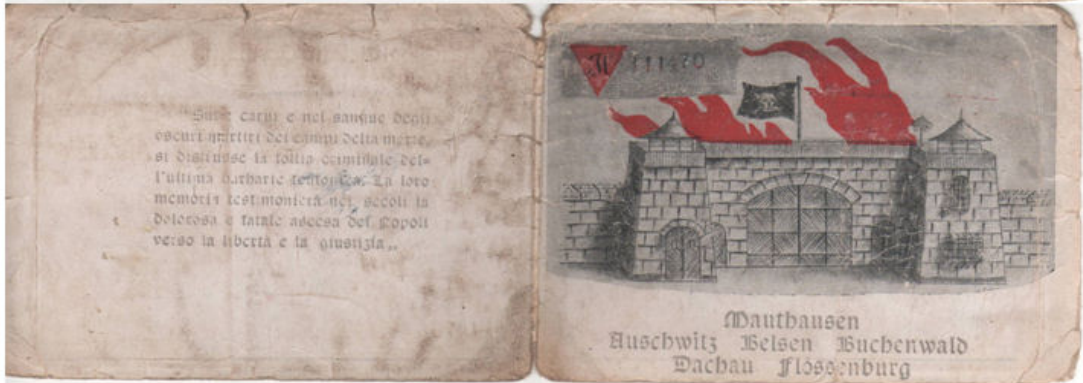 carni e nel sangue degli
oscuri martiri dei campi della morte
si distrusse la follia criminale del=
l'ultima barbarie teutonica. La loro
memoria testimonierà nei secoli la
dolorosa e fatale ascesa dei Popoli
verso la libertà e la giustizia„
Mauthausen
Auschwitz Belsen Buchenwald
Dachau Flossenburg